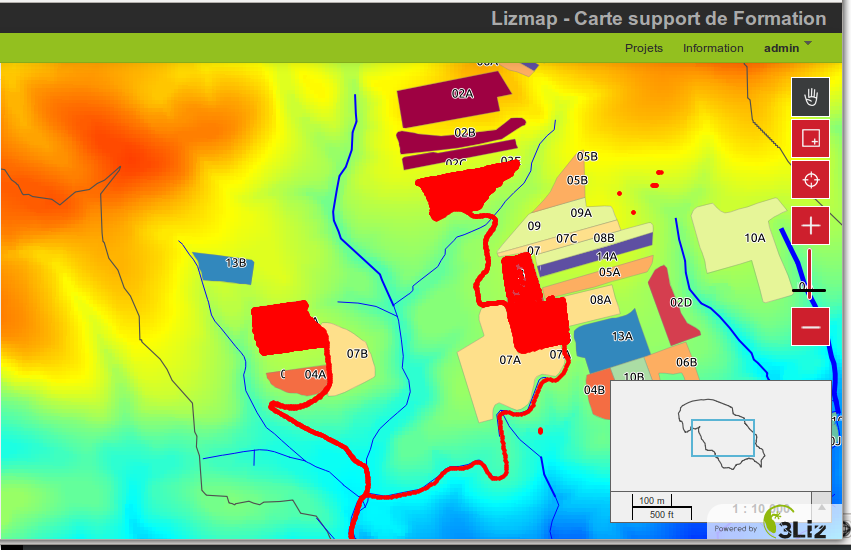 Lizmap - Carte support de Formation
Projets Information admin
02A
02B
02C
05B
05B
09A
09
07C
08B
07
14A
05A
10A
13B
08A
02D
13A
07B
07A
06B
04A
10B
04B
100 m
500 ft
1 : 10 000
Powered by 3Liz